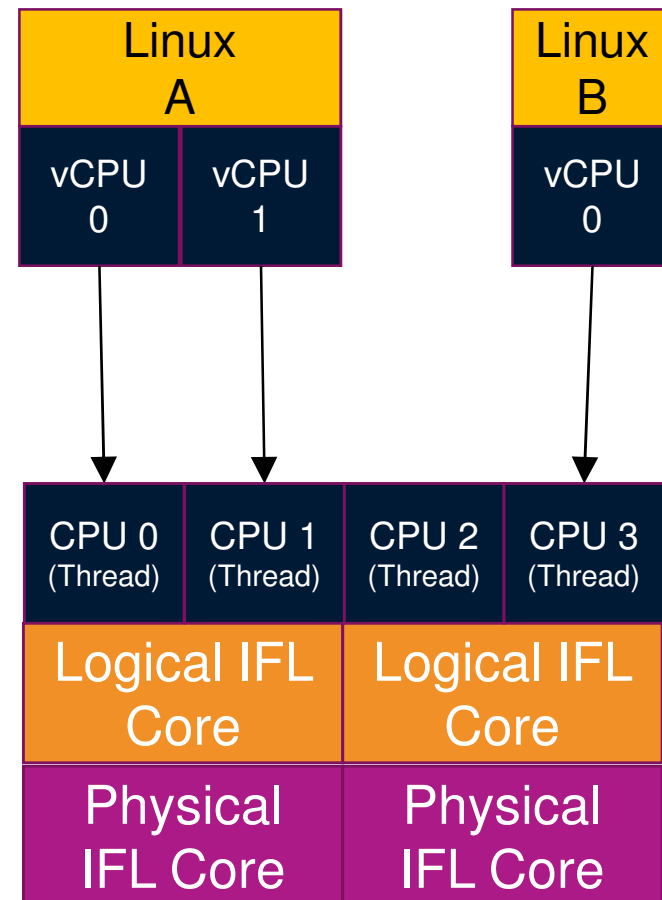 Linux
A
Linux
B
vCPU
0
vCPU
1
vCPU
0
CPU 0
(Thread)
CPU 1
(Thread)
CPU 2
(Thread)
CPU 3
(Thread)
Logical IFL
Core
Logical IFL
Core
Physical
IFL Core
Physical
IFL Core